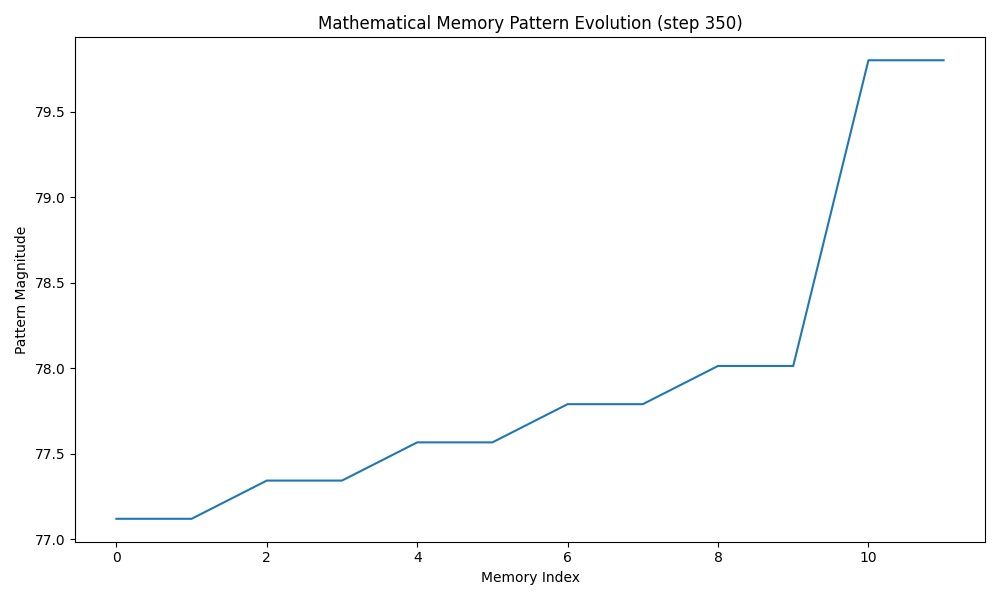 Mathematical Memory Pattern Evolution (step 350)
79.5
79.0
78.5
78.0
77.5
77.0
Pattern Magnitude
0 2 4 6 8 10
Memory Index